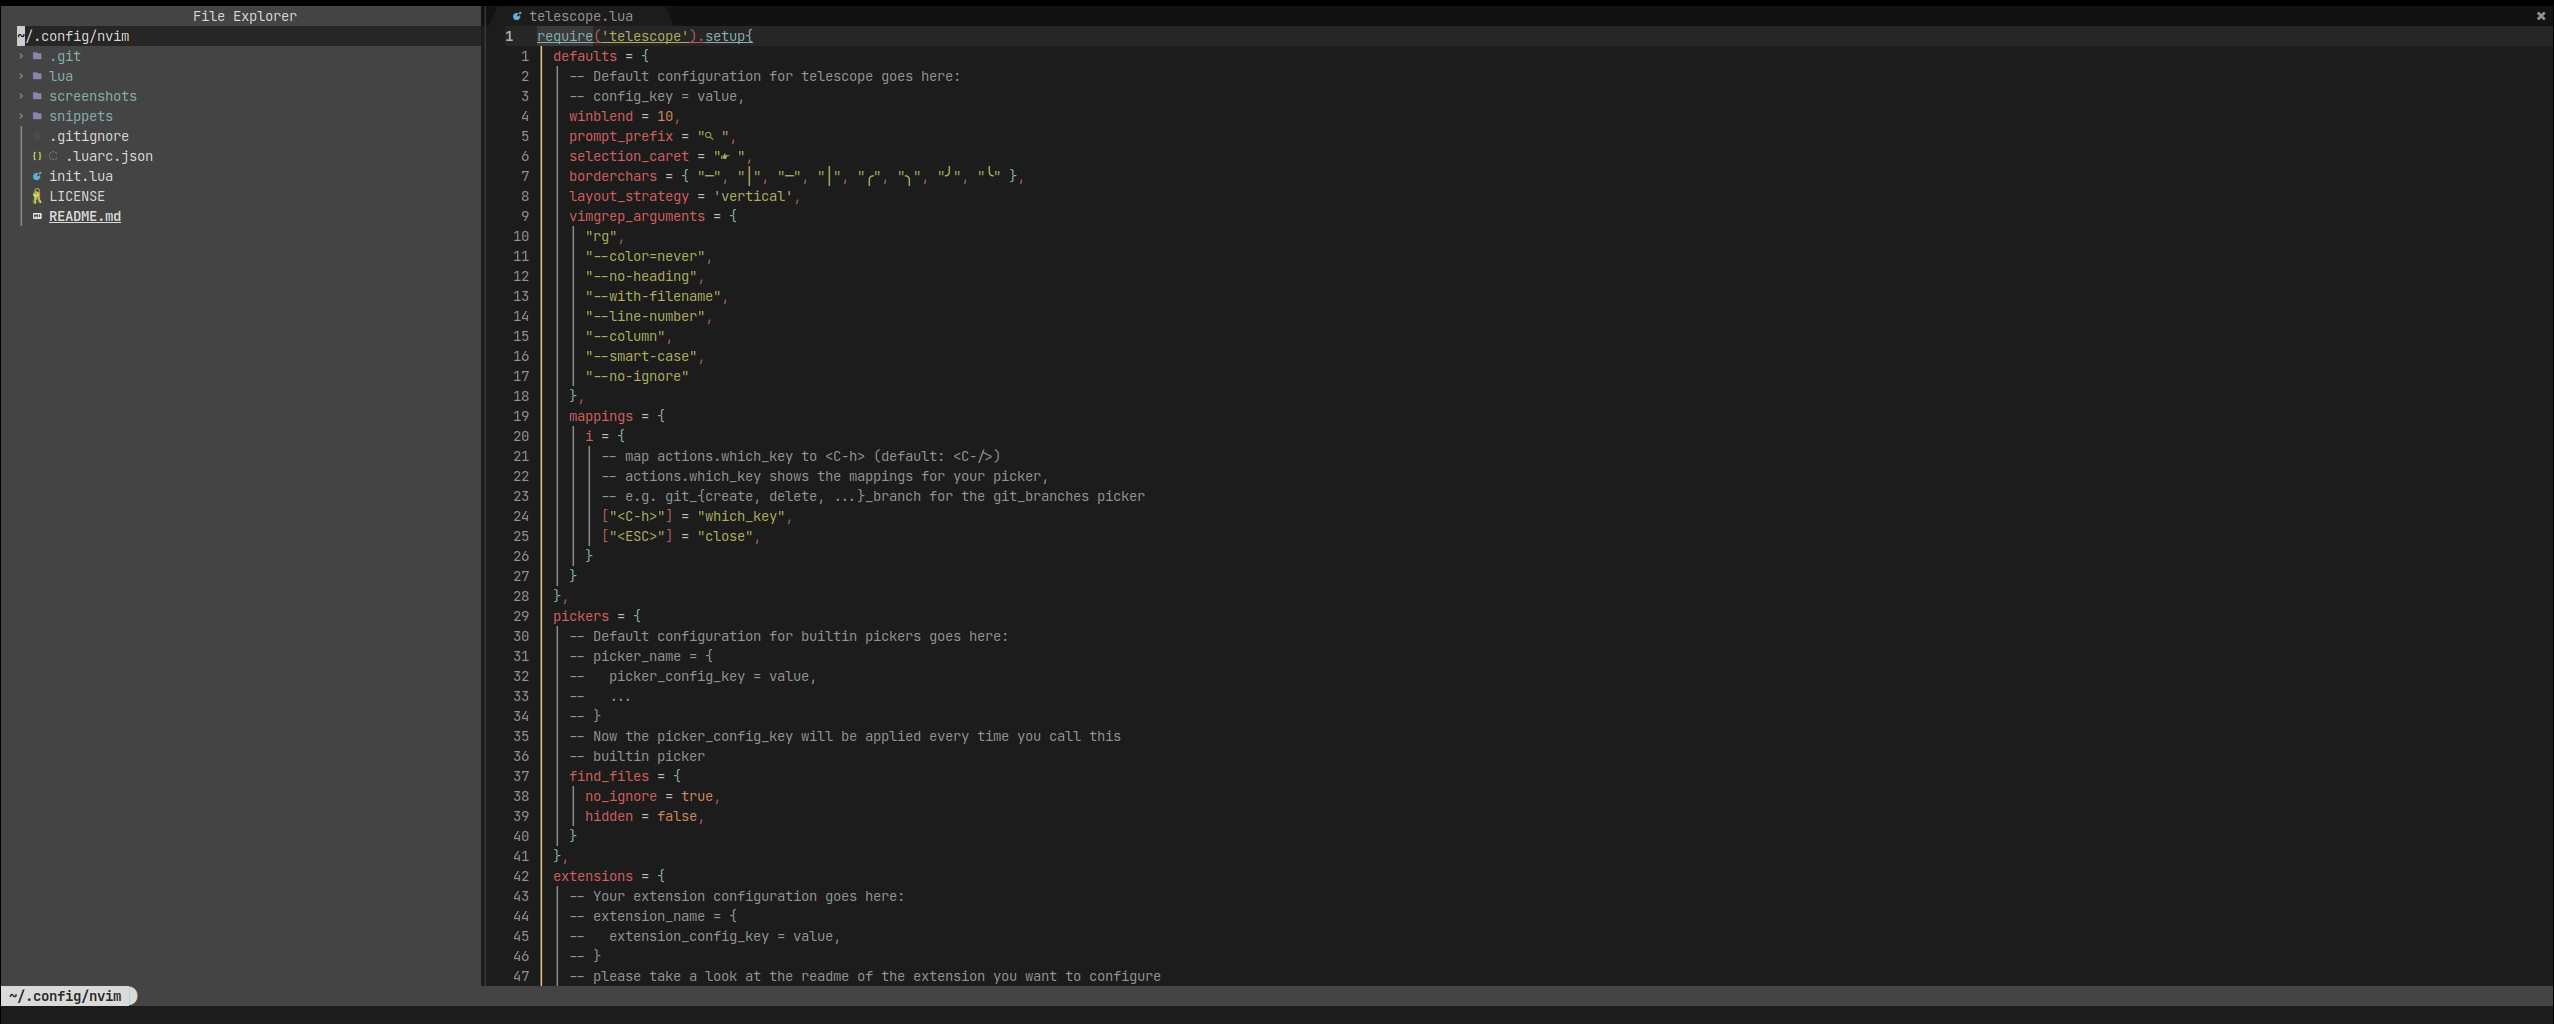 File Explorer
~/.config/nvim
.git
lua
screenshots
snippets
.gitignore
{} .luarc.json
init.lua
LICENSE
README.md
~/.config/nvim
telescope.lua ✖
1 require('telescope').setup{
1 defaults = {
2 -- Default configuration for telescope goes here:
3 -- config_key = value,
4 winblend = 10,
5 prompt_prefix = "🔍 ",
6 selection_caret = "☛ ",
7 borderchars = { "─", "│", "─", "│", "╭", "╮", "╯", "╰" },
8 layout_strategy = 'vertical',
9 vimgrep_arguments = {
10 "rg",
11 "--color=never",
12 "--no-heading",
13 "--with-filename",
14 "--line-number",
15 "--column",
16 "--smart-case",
17 "--no-ignore"
18 },
19 mappings = {
20 i = {
21 -- map actions.which_key to <C-h> (default: <C-/>)
22 -- actions.which_key shows the mappings for your picker,
23 -- e.g. git_{create, delete, ...}_branch for the git_branches picker
24 ["<C-h>"] = "which_key",
25 ["<ESC>"] = "close",
26 }
27 }
28 },
29 pickers = {
30 -- Default configuration for builtin pickers goes here:
31 -- picker_name = {
32 --   picker_config_key = value,
33 --   ...
34 -- }
35 -- Now the picker_config_key will be applied every time you call this
36 -- builtin picker
37 find_files = {
38 no_ignore = true,
39 hidden = false,
40 }
41 },
42 extensions = {
43 -- Your extension configuration goes here:
44 -- extension_name = {
45 --   extension_config_key = value,
46 -- }
47 -- please take a look at the readme of the extension you want to configure